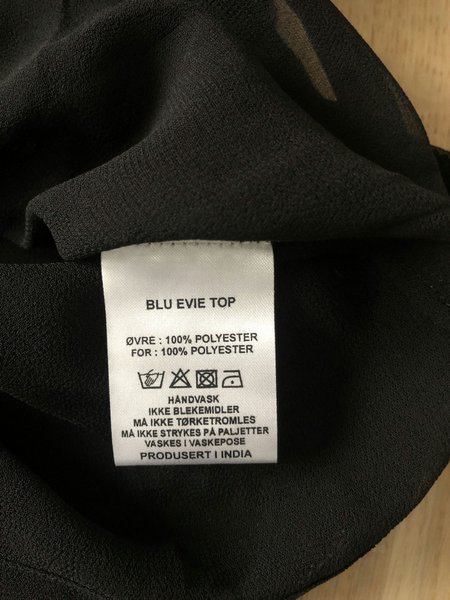 BLU EVIE TOP
ØVRE : 100% POLYESTER
FOR : 100% POLYESTER
HÅNDVASK
IKKE BLEKEMIDLER
MÅ IKKE TØRKETROMLES
MÅ IKKE STRYKES PÅ PALJETTER
VASKES I VASKEPOSE
PRODUSERT I INDIA